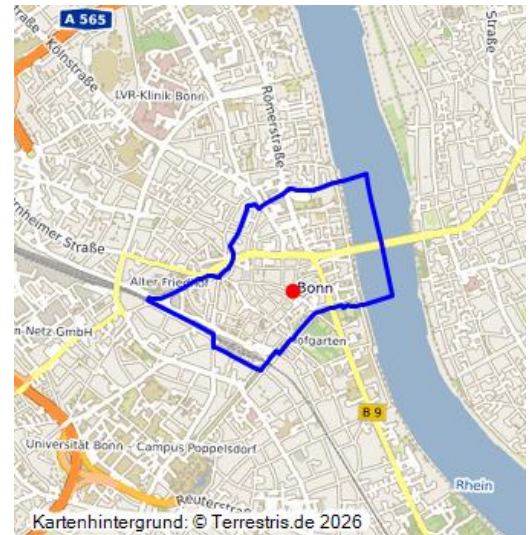 A 565
Kölnstraße
Straße
LVR-Klinik Bonn
Römerstraße
rnheimer Straße
Alter Friedhof
Bonn
n-Netz GmbH
ofgarten
B 9
Universität Bonn - Campus Poppelsdorf
Reuterstraß
Rhein
Kartenhintergrund: © Terrestris.de 2026